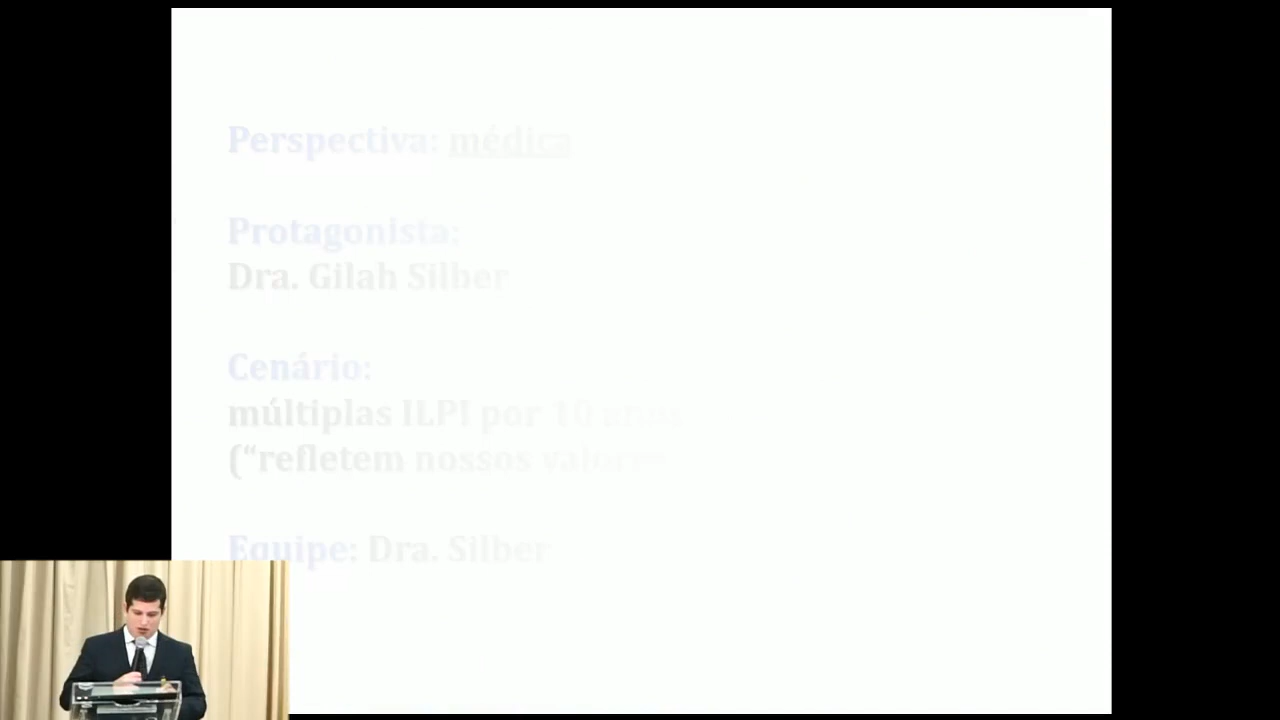 Perspectiva: médica
Protagonista:
Dra. Gilah Silber
Cenário:
múltiplas ILPI por 10 anos
(“refletem nossos valores
Equipe: Dra. Silber